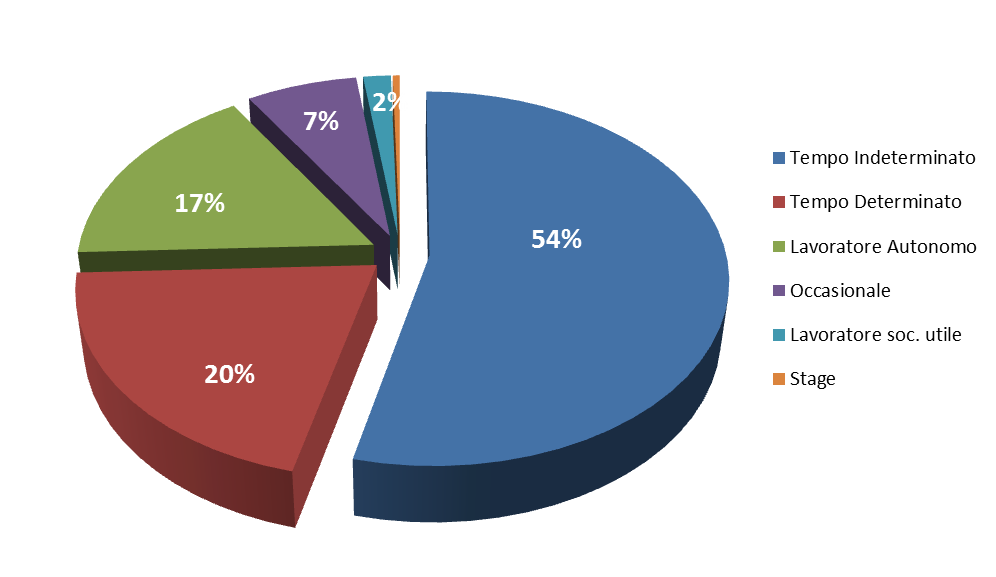 2%
7%
17%
54%
20%
Tempo Indeterminato
Tempo Determinato
Lavoratore Autonomo
Occasionale
Lavoratore soc. utile
Stage